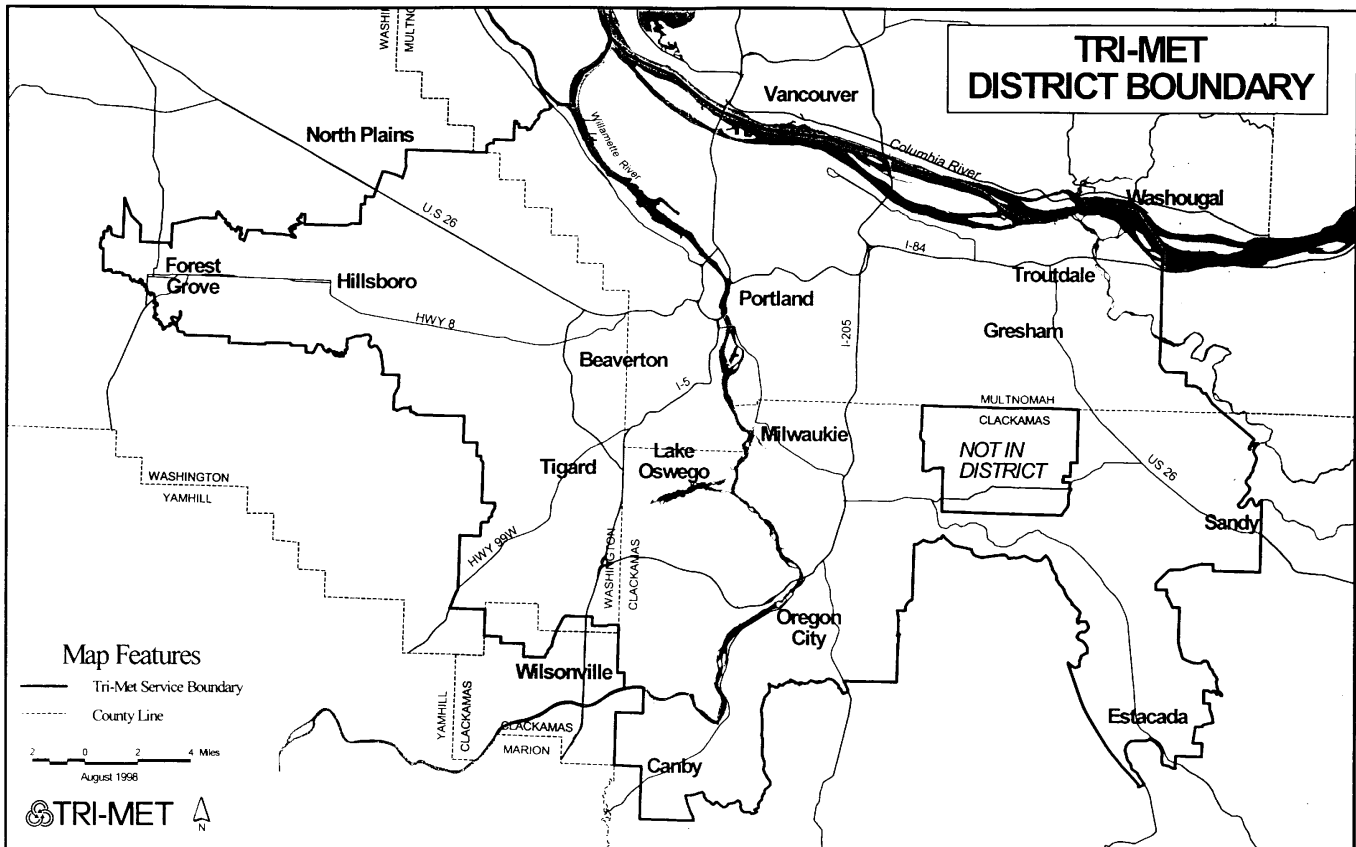 TRI-MET
DISTRICT BOUNDARY
WASHI
MULTNOM
Vancouver
North Plains
Willamette River
Columbia River
Washougal
U.S 26
I-84
Forest
Grove
Hillsboro
Troutdale
Portland
HWY 8
I-205
Gresham
Beaverton
I-5
MULTNOMAH
CLACKAMAS
Milwaukie
NOT IN
DISTRICT
Lake
Oswego
Tigard
US 26
WASHINGTON
YAMHILL
Sandy
HWY 99W
WASHINGTON
CLACKAMAS
Oregon
City
Map Features
Tri-Met Service Boundary
County Line
Wilsonville
YAMHILL
CLACKAMAS
CLACKAMAS
MARION
Estacada
Canby
2 0 2 4 Miles
August 1998
TRI-MET
N